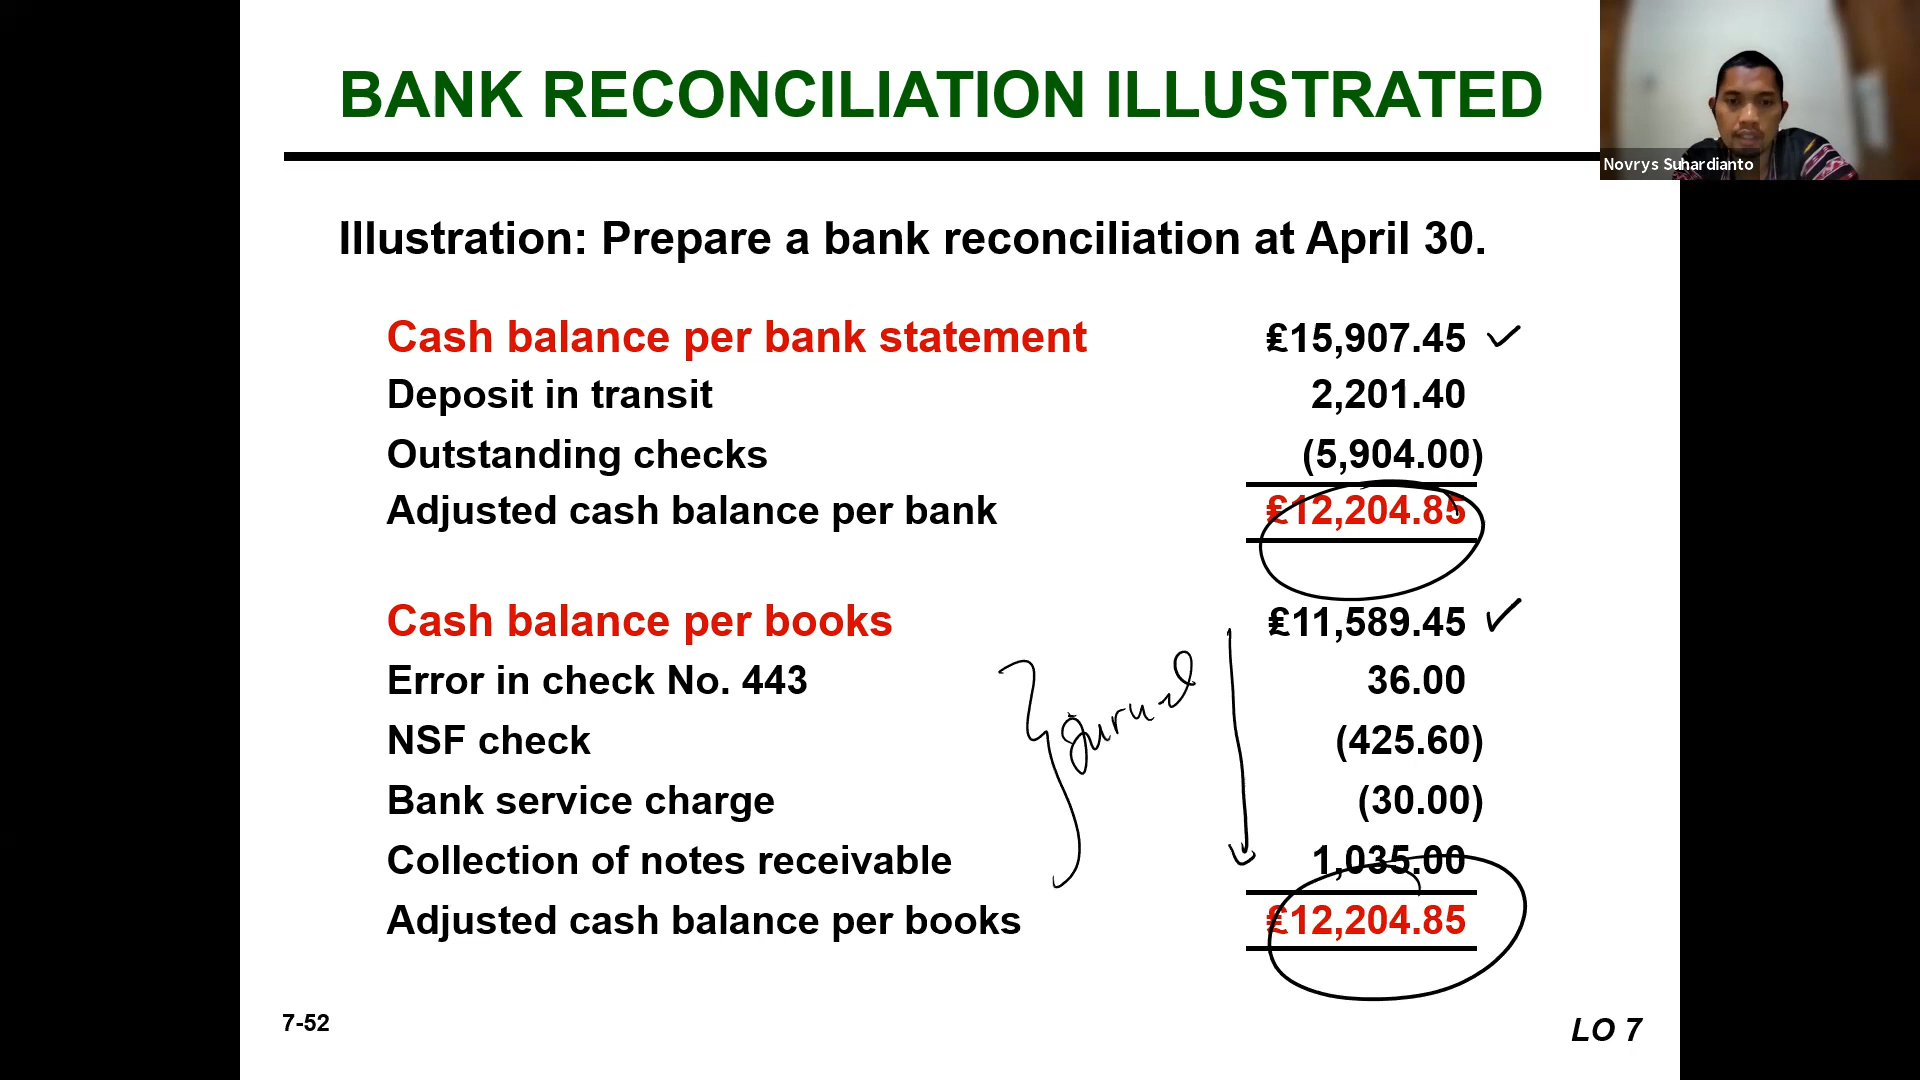 BANK RECONCILIATION ILLUSTRATED
Novrys Suhardianto
Illustration: Prepare a bank reconciliation at April 30.
Cash balance per bank statement ₤15,907.45
Deposit in transit 2,201.40
Outstanding checks (5,904.00)
Adjusted cash balance per bank ₤12,204.85
Cash balance per books ₤11,589.45
Error in check No. 443 36.00
NSF check (425.60)
Bank service charge (30.00)
Collection of notes receivable 1,035.00
Adjusted cash balance per books ₤12,204.85
7-52
LO 7